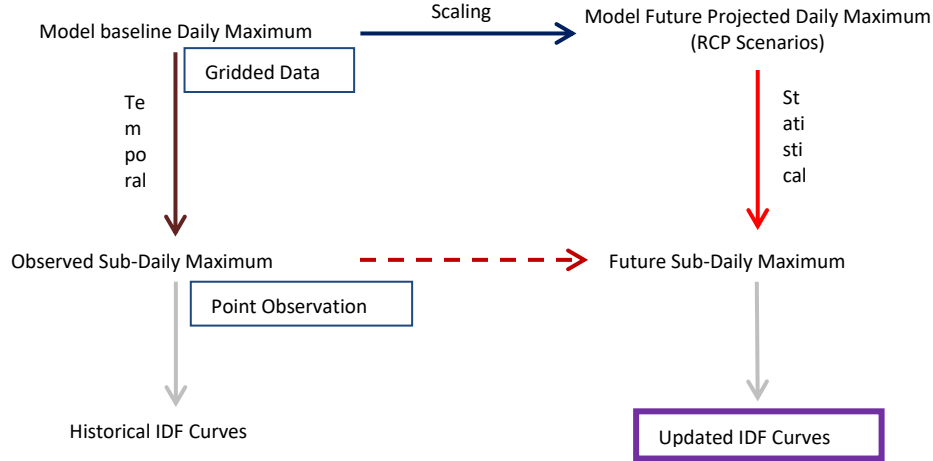 Scaling
Model baseline Daily Maximum
Model Future Projected Daily Maximum
(RCP Scenarios)
Gridded Data
Te
m
po
ral
St
ati
sti
cal
Observed Sub-Daily Maximum
Future Sub-Daily Maximum
Point Observation
Historical IDF Curves
Updated IDF Curves